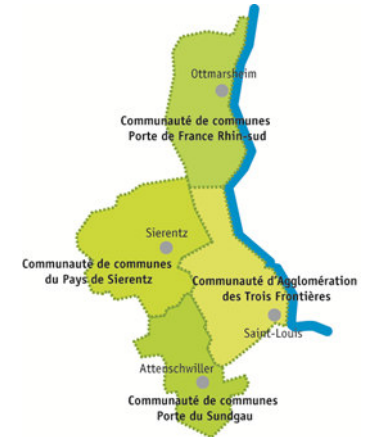 Ottmarsheim
Communauté de communes
Porte de France Rhin-sud
Sierentz
Communauté de communes
du Pays de Sierentz
Communauté d'Agglomération
des Trois Frontières
Saint-Louis
Attenschwiller
Communauté de communes
Porte du Sundgau